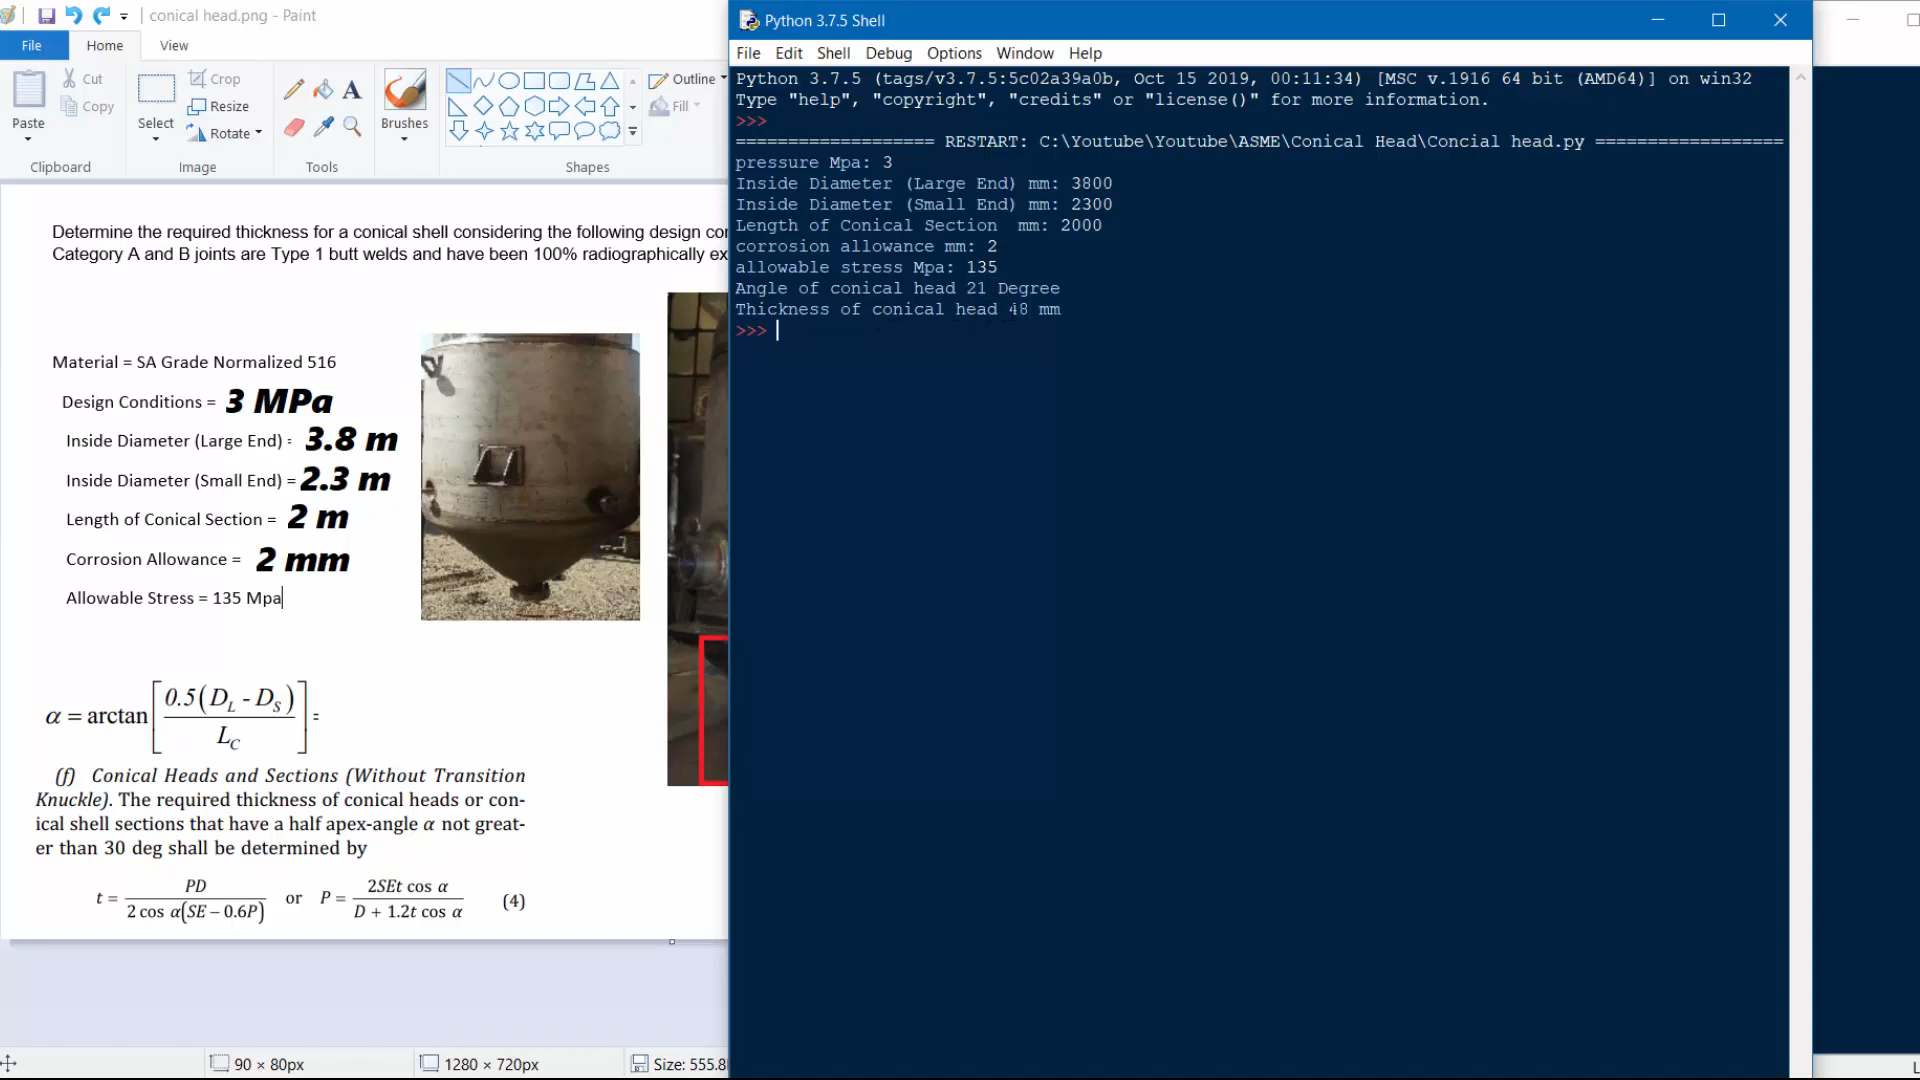 conical head.png - Paint
File Home View
Paste
Cut
Copy
Clipboard
Select
Crop
Resize
Rotate
Image
Tools
Brushes
Shapes
Outline
Fill
Determine the required thickness for a conical shell considering the following design
Category A and B joints are Type 1 butt welds and have been 100% radiographically
Material = SA Grade Normalized 516
Design Conditions = 3 MPa
Inside Diameter (Large End) = 3.8 m
Inside Diameter (Small End) = 2.3 m
Length of Conical Section = 2 m
Corrosion Allowance = 2 mm
Allowable Stress = 135 Mpa
α = arctan[0.5(D_L - D_S) / L_C] =
(f) Conical Heads and Sections (Without Transition
Knuckle). The required thickness of conical heads or con-
ical shell sections that have a half apex-angle α not great-
er than 30 deg shall be determined by
t = PD / 2 cos α(SE − 0.6P) or P = 2SEt cos α / D + 1.2t cos α (4)
90 × 80px
1280 × 720px
Size: 555.8
Python 3.7.5 Shell
File Edit Shell Debug Options Window Help
Python 3.7.5 (tags/v3.7.5:5c02a39a0b, Oct 15 2019, 00:11:34) [MSC v.1916 64 bit (AMD64)] on win32
Type "help", "copyright", "credits" or "license()" for more information.
>>>
=================== RESTART: C:\Youtube\Youtube\ASME\Conical Head\Concial head.py ==================
pressure Mpa: 3
Inside Diameter (Large End) mm: 3800
Inside Diameter (Small End) mm: 2300
Length of Conical Section  mm: 2000
corrosion allowance mm: 2
allowable stress Mpa: 135
Angle of conical head 21 Degree
Thickness of conical head 48 mm
>>>